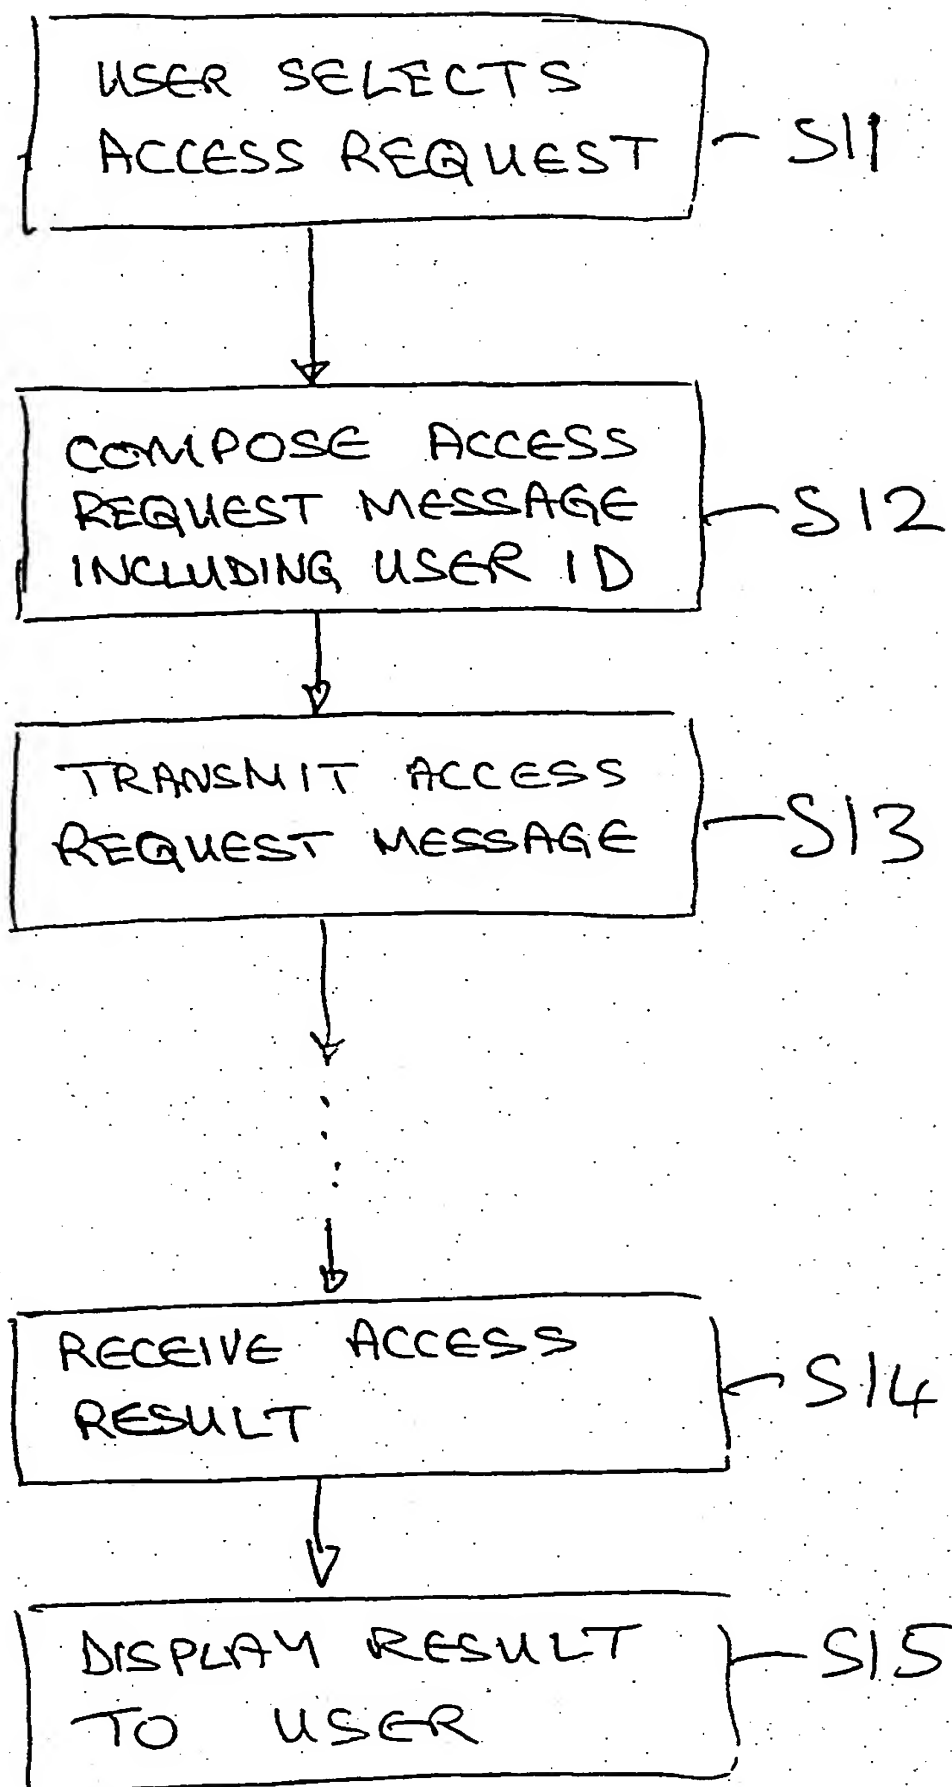 USER SELECTS
ACCESS REQUEST
S11
COMPOSE ACCESS
REQUEST MESSAGE
INCLUDING USER ID
S12
TRANSMIT ACCESS
REQUEST MESSAGE
S13
RECEIVE ACCESS
RESULT
S14
DISPLAY RESULT
TO USER
S15